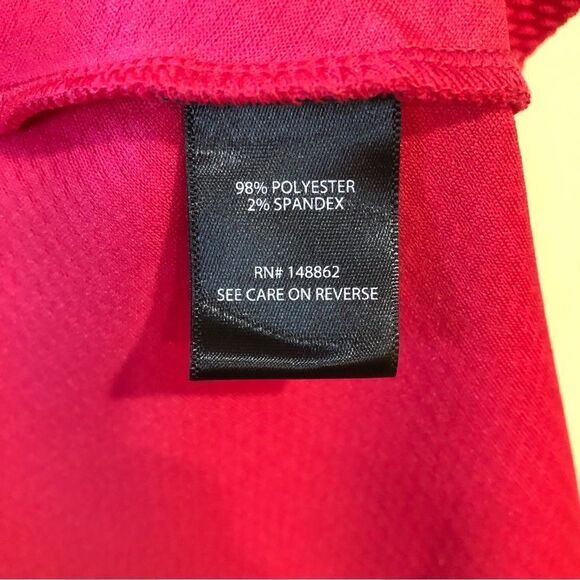 98% POLYESTER
2% SPANDEX
RN# 148862
SEE CARE ON REVERSE